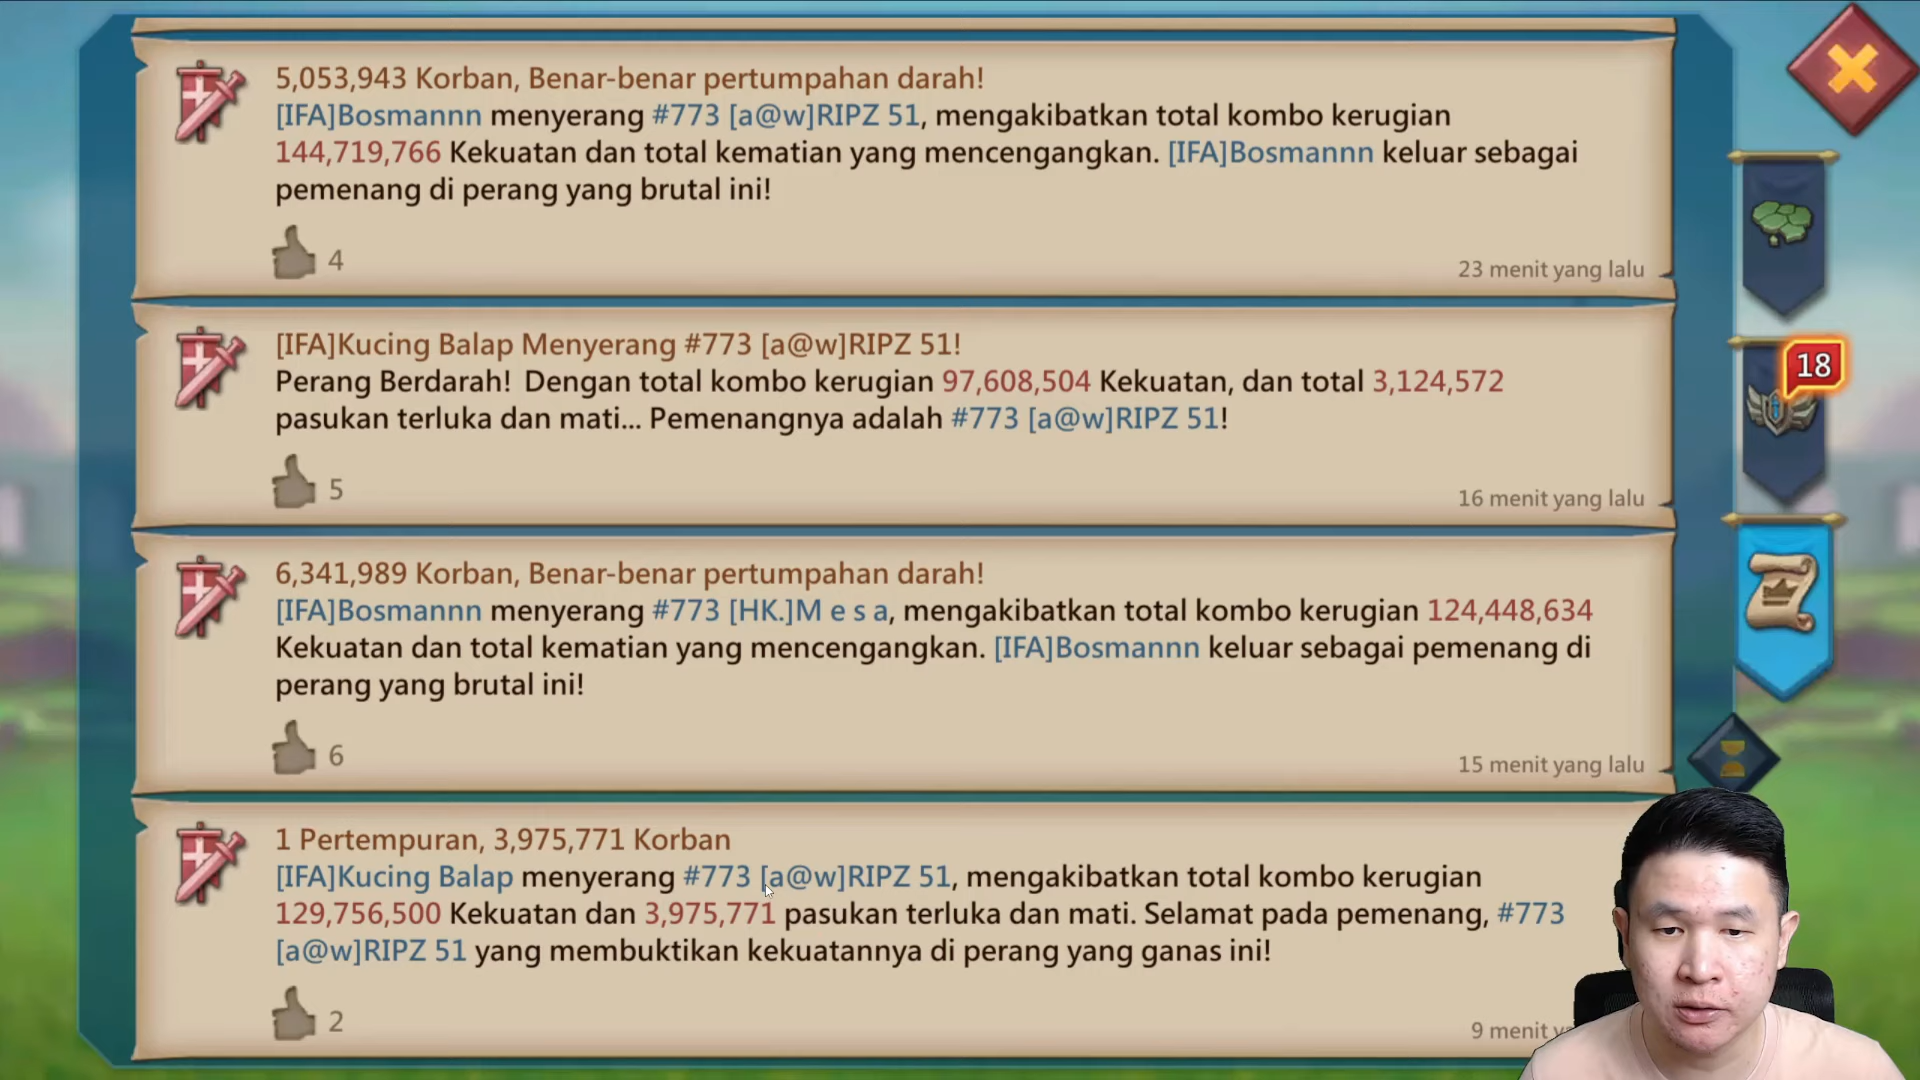 5,053,943 Korban, Benar-benar pertumpahan darah!
[IFA]Bosmannn menyerang #773 [a@w]RIPZ 51, mengakibatkan total kombo kerugian
144,719,766 Kekuatan dan total kematian yang mencengangkan. [IFA]Bosmannn keluar sebagai
pemenang di perang yang brutal ini!
4
23 menit yang lalu
[IFA]Kucing Balap Menyerang #773 [a@w]RIPZ 51!
Perang Berdarah! Dengan total kombo kerugian 97,608,504 Kekuatan, dan total 3,124,572
pasukan terluka dan mati... Pemenangnya adalah #773 [a@w]RIPZ 51!
5
16 menit yang lalu
18
6,341,989 Korban, Benar-benar pertumpahan darah!
[IFA]Bosmannn menyerang #773 [HK.]M e s a, mengakibatkan total kombo kerugian 124,448,634
Kekuatan dan total kematian yang mencengangkan. [IFA]Bosmannn keluar sebagai pemenang di
perang yang brutal ini!
6
15 menit yang lalu
1 Pertempuran, 3,975,771 Korban
[IFA]Kucing Balap menyerang #773 [a@w]RIPZ 51, mengakibatkan total kombo kerugian
129,756,500 Kekuatan dan 3,975,771 pasukan terluka dan mati. Selamat pada pemenang, #773
[a@w]RIPZ 51 yang membuktikan kekuatannya di perang yang ganas ini!
2
9 menit